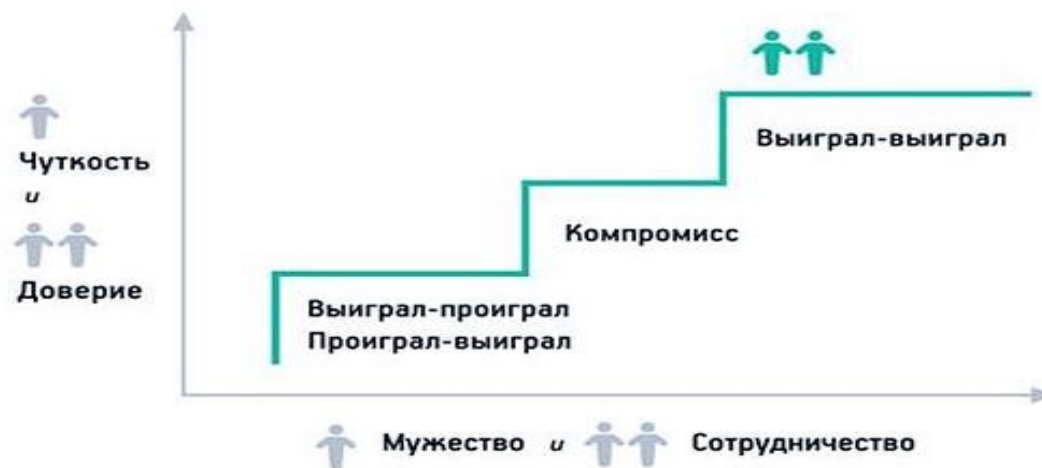 Чуткость
и
Доверие
Выиграл-выиграл
Компромисс
Выиграл-проиграл
Проиграл-выиграл
Мужество и Сотрудничество